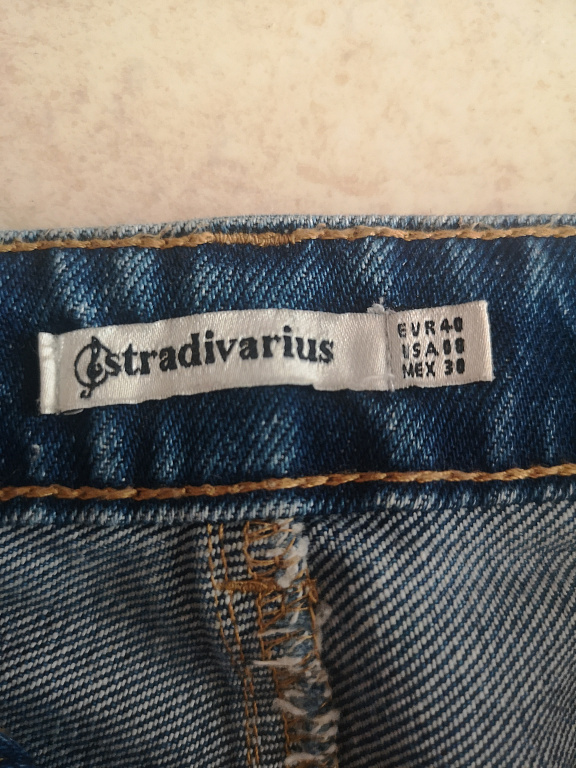 stradivarius
EUR 40
USA 08
MEX 30